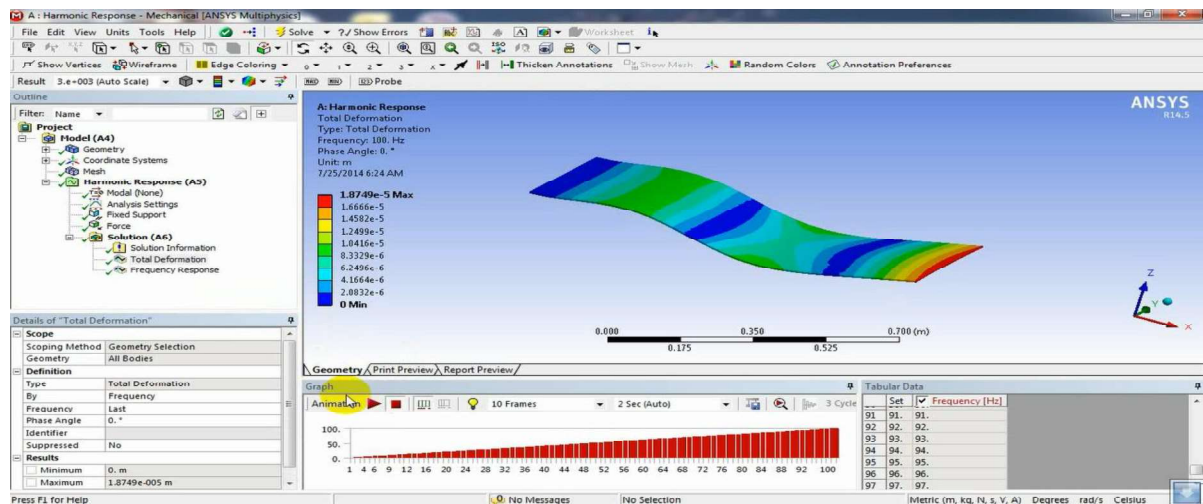 A : Harmonic Response - Mechanical [ANSYS Multiphysics]
File Edit View Units Tools Help Solve ?/Show Errors Worksheet
Show Vertices Wireframe Edge Coloring Thicken Annotations Show Mesh Random Colors Annotation Preferences
Result 3.e+003 (Auto Scale) Probe
Outline
Filter: Name
Project
Model (A4)
Geometry
Coordinate Systems
Mesh
Harmonic Response (A5)
Modal (None)
Analysis Settings
Fixed Support
Force
Solution (A6)
Solution Information
Total Deformation
Frequency Response
Details of "Total Deformation"
Scope
Scoping Method Geometry Selection
Geometry All Bodies
Definition
Type Total Deformation
By Frequency
Frequency Last
Phase Angle 0. °
Identifier
Suppressed No
Results
Minimum 0. m
Maximum 1.8749e-005 m
A: Harmonic Response
Total Deformation
Type: Total Deformation
Frequency: 100. Hz
Phase Angle: 0. °
Unit: m
7/25/2014 6:24 AM
1.8749e-5 Max
1.6666e-5
1.4582e-5
1.2499e-5
1.0416e-5
8.3329e-6
6.2496e-6
4.1664e-6
2.0832e-6
0 Min
ANSYS
R14.5
Z
Y
X
0.000 0.350 0.700 (m)
0.175 0.525
Geometry Print Preview Report Preview
Graph
Animation 10 Frames 2 Sec (Auto) 3 Cycle
100.
50.
0.
1 4 6 9 12 16 20 24 28 32 36 40 44 48 52 56 60 64 68 72 76 80 84 88 92 96 100
Tabular Data
Set Frequency [Hz]
91 91. 91.
92 92. 92.
93 93. 93.
94 94. 94.
95 95. 95.
96 96. 96.
97 97. 97.
Press F1 for Help No Messages No Selection Metric (m, kg, N, s, V, A) Degrees rad/s Celsius